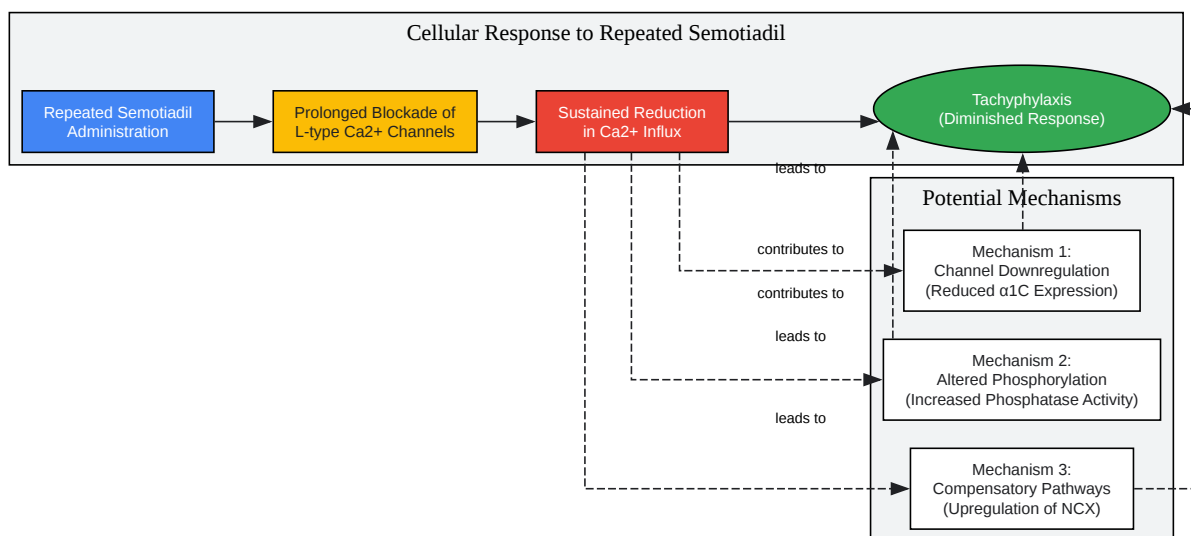 Cellular Response to Repeated Semotiadil
Repeated Semotiadil
Administration
Prolonged Blockade of
L-type Ca2+ Channels
Sustained Reduction
in Ca2+ Influx
Tachyphylaxis
(Diminished Response)
leads to
Potential Mechanisms
contributes to
Mechanism 1:
Channel Downregulation
(Reduced α1C Expression)
contributes to
leads to
Mechanism 2:
Altered Phosphorylation
(Increased Phosphatase Activity)
leads to
Mechanism 3:
Compensatory Pathways
(Upregulation of NCX)